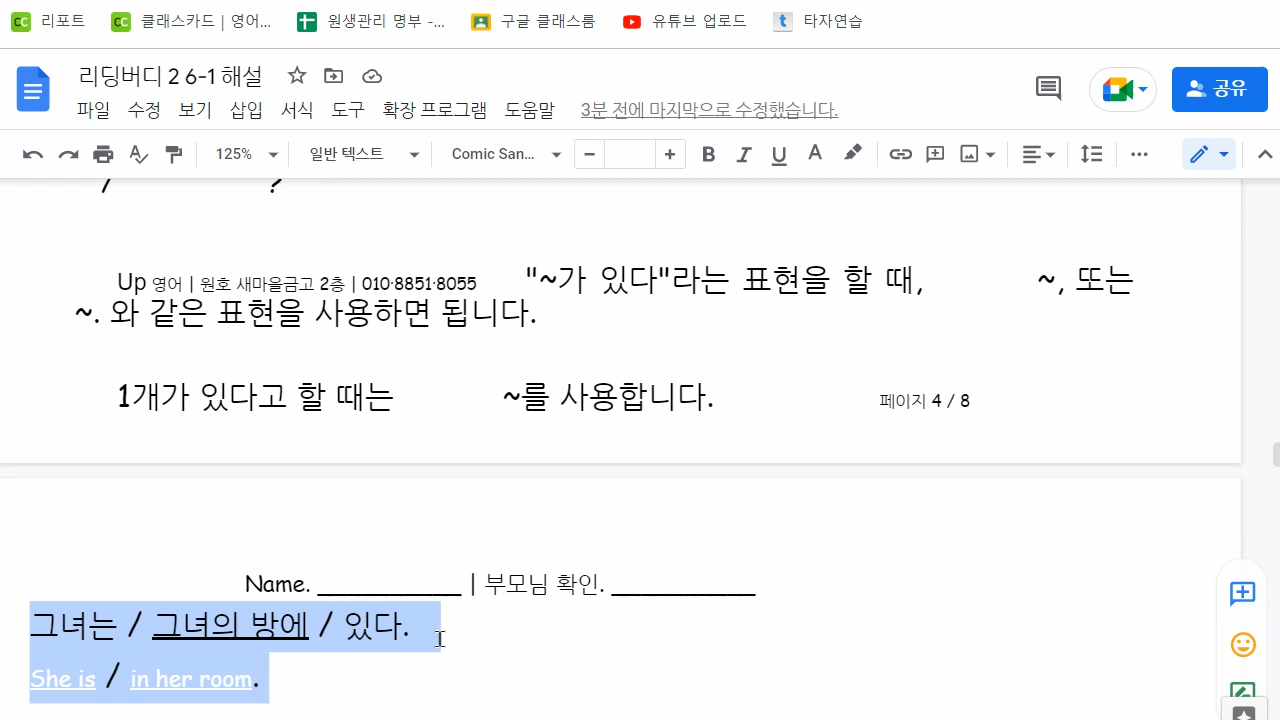 리포트 클래스카드 | 영어... 원생관리 명부 -... 구글 클래스룸 유튜브 업로드 타자연습
리딩버디 2 6-1 해설
파일 수정 보기 삽입 서식 도구 확장 프로그램 도움말 3분 전에 마지막으로 수정했습니다.
공유
125% 일반 텍스트 Comic San... B I U A
/ ?
Up 영어 | 원호 새마을금고 2층 | 010·8851·8055 "~가 있다"라는 표현을 할 때, ~, 또는
~. 와 같은 표현을 사용하면 됩니다.
1개가 있다고 할 때는 ~를 사용합니다. 페이지 4 / 8
Name. ___________ | 부모님 확인. ___________
그녀는 / 그녀의 방에 / 있다.
She is / in her room.